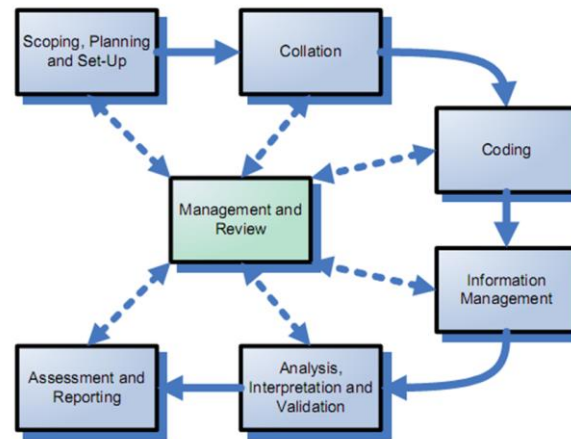 Scoping, Planning
and Set-Up
Collation
Coding
Management and
Review
Information
Management
Assessment and
Reporting
Analysis,
Interpretation and
Validation